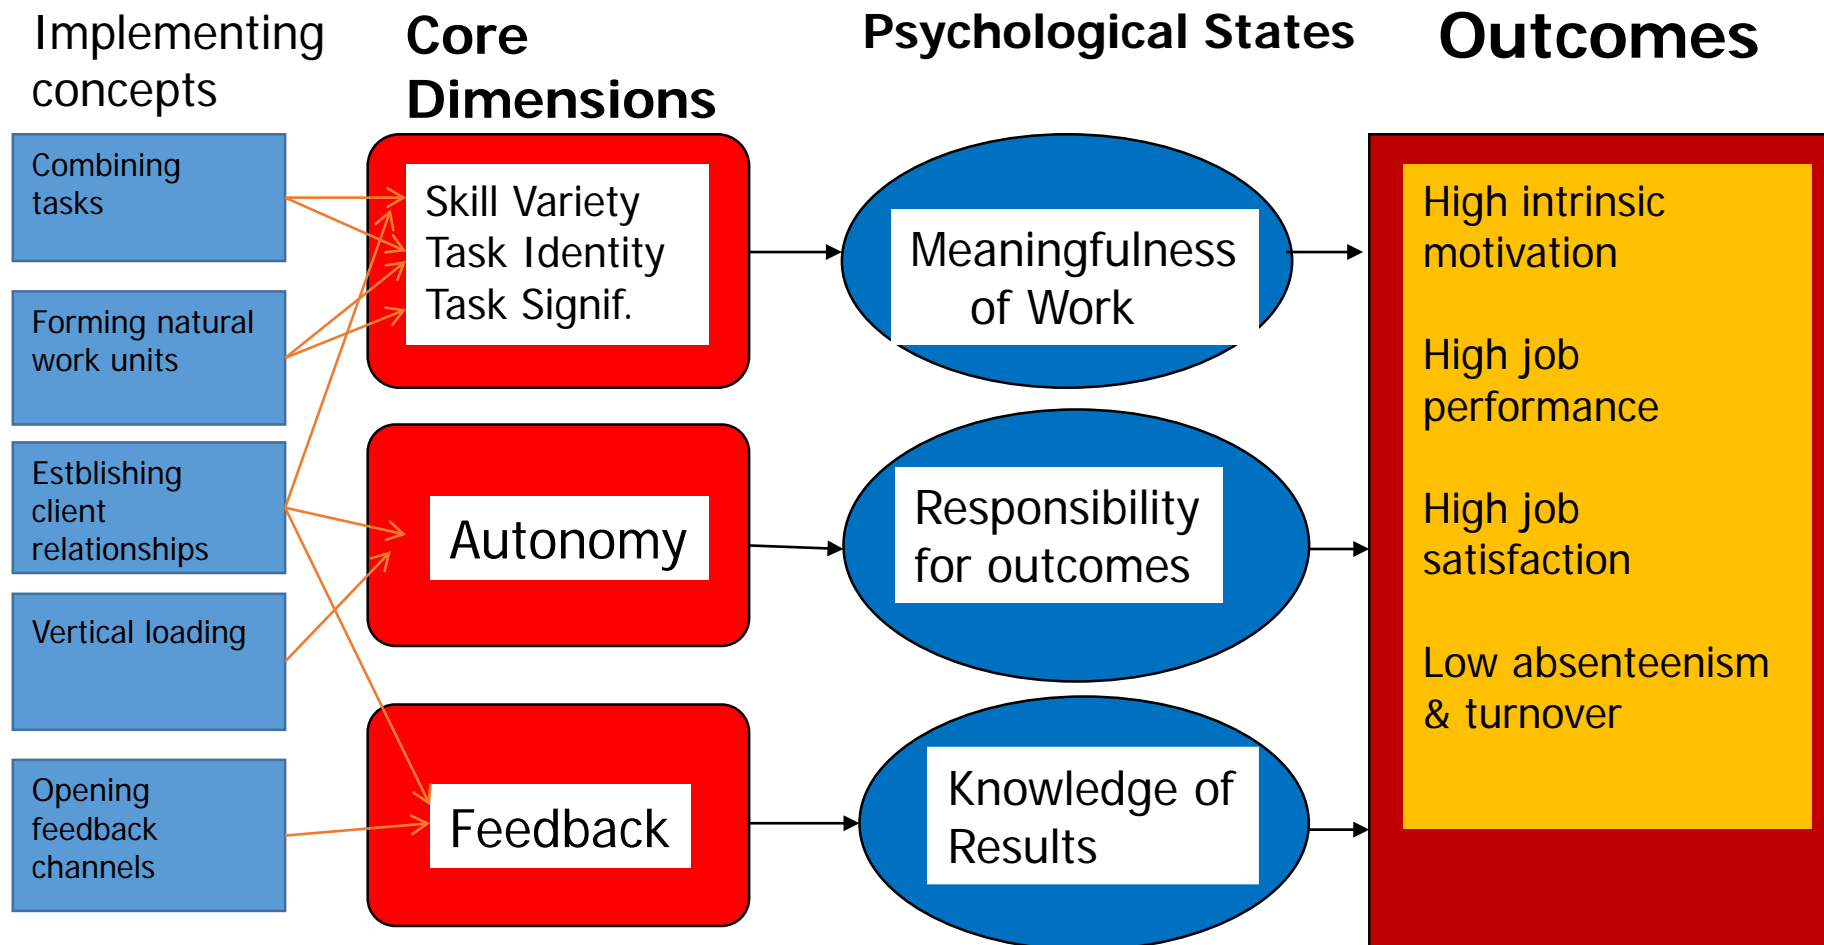 Implementing
concepts
Core
Dimensions
Psychological States
Outcomes
Combining
tasks
Forming natural
work units
Estblishing
client
relationships
Vertical loading
Opening
feedback
channels
Skill Variety
Task Identity
Task Signif.
Autonomy
Feedback
Meaningfulness
of Work
Responsibility
for outcomes
Knowledge of
Results
High intrinsic
motivation
High job
performance
High job
satisfaction
Low absenteenism
& turnover